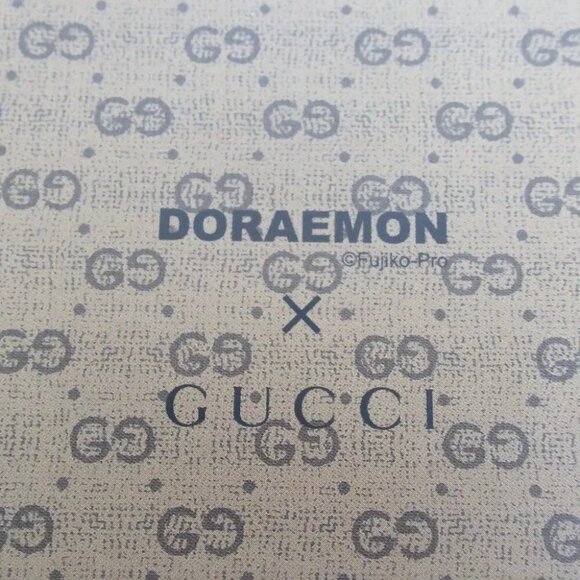 DORAEMON
©Fujiko-Pro
×
GUCCI